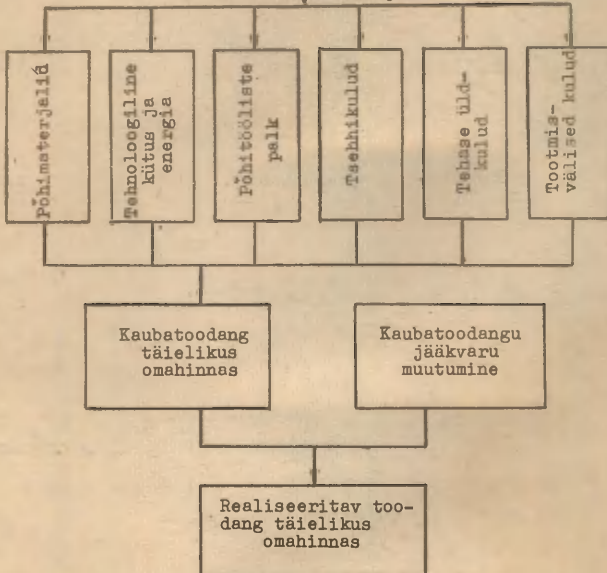 Põhimaterjalid
Tehnoloogiline
kütus ja
energia
Põhitööliste
palk
Tsehhikulud
Tehase üld-
kulud
Tootmis-
välised kulud
Kaubatoodang
täielikus
omahinnas
Kaubatoodangu
jääkvaru
muutumine
Realiseeritav too-
dang täielikus
omahinnas